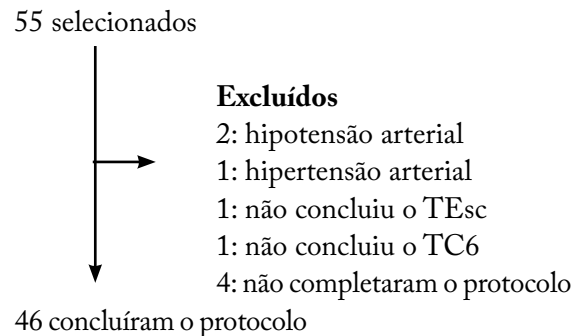 55 selecionados
Excluídos
2: hipotensão arterial
1: hipertensão arterial
1: não concluiu o TEsc
1: não concluiu o TC6
4: não completaram o protocolo
46 concluíram o protocolo